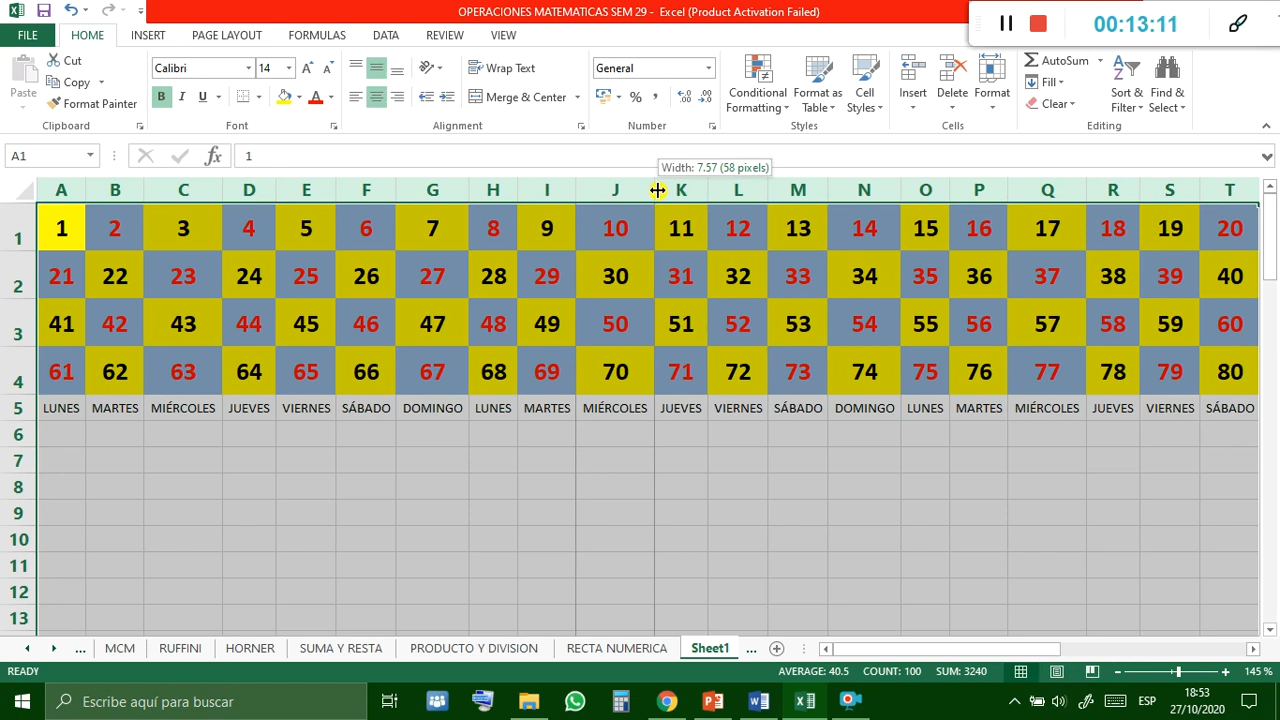 OPERACIONES MATEMATICAS SEM 29 - Excel (Product Activation Failed)
00:13:11
FILE HOME INSERT PAGE LAYOUT FORMULAS DATA REVIEW VIEW
Paste
Cut
Copy
Format Painter
Clipboard
Calibri 14
B I U
Font
Wrap Text
Merge & Center
Alignment
General
Number
Conditional Formatting
Format as Table
Cell Styles
Styles
Insert Delete Format
Cells
AutoSum
Fill
Clear
Sort & Filter
Find & Select
Editing
A1 fx 1
Width: 7.57 (58 pixels)
A B C D E F G H I J K L M N O P Q R S T
1 1 2 3 4 5 6 7 8 9 10 11 12 13 14 15 16 17 18 19 20
2 21 22 23 24 25 26 27 28 29 30 31 32 33 34 35 36 37 38 39 40
3 41 42 43 44 45 46 47 48 49 50 51 52 53 54 55 56 57 58 59 60
4 61 62 63 64 65 66 67 68 69 70 71 72 73 74 75 76 77 78 79 80
5 LUNES MARTES MIÉRCOLES JUEVES VIERNES SÁBADO DOMINGO LUNES MARTES MIÉRCOLES JUEVES VIERNES SÁBADO DOMINGO LUNES MARTES MIÉRCOLES JUEVES VIERNES SÁBADO
6
7
8
9
10
11
12
13
... MCM RUFFINI HORNER SUMA Y RESTA PRODUCTO Y DIVISION RECTA NUMERICA Sheet1 ...
READY AVERAGE: 40.5 COUNT: 100 SUM: 3240 145 %
Escribe aquí para buscar
ESP
18:53
27/10/2020